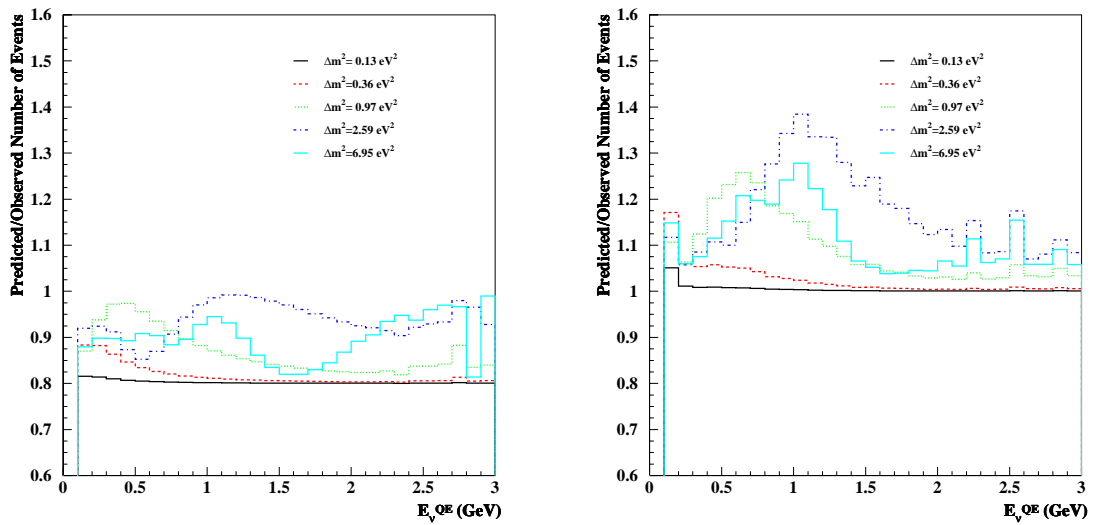 Predicted/Observed Number of Events
1.6
1.5
1.4
1.3
1.2
1.1
1
0.9
0.8
0.7
0.6
Δm²= 0.13 eV²
Δm²=0.36 eV²
Δm²= 0.97 eV²
Δm²=2.59 eV²
Δm²=6.95 eV²
0 0.5 1 1.5 2 2.5 3
E_ν^QE (GeV)
Predicted/Observed Number of Events
1.6
1.5
1.4
1.3
1.2
1.1
1
0.9
0.8
0.7
0.6
Δm²= 0.13 eV²
Δm²=0.36 eV²
Δm²= 0.97 eV²
Δm²=2.59 eV²
Δm²=6.95 eV²
0 0.5 1 1.5 2 2.5 3
E_ν^QE (GeV)